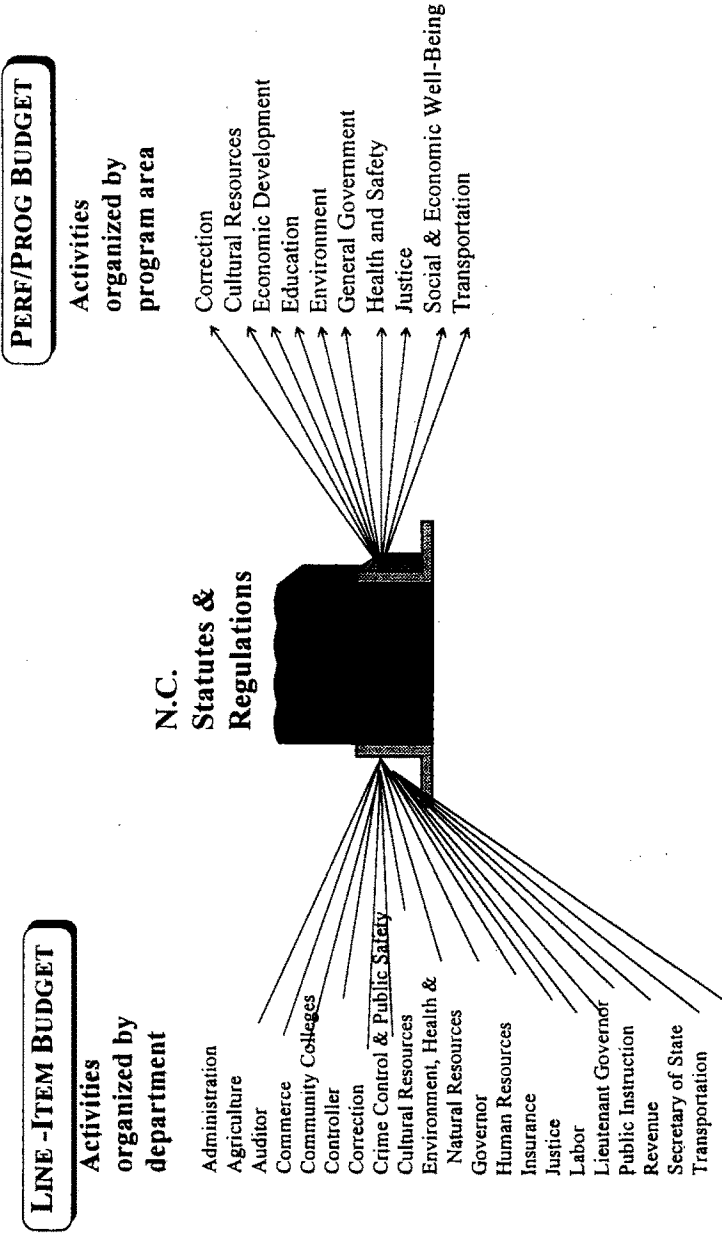 LINE-ITEM BUDGET
Activities
organized by
department
Administration
Agriculture
Auditor
Commerce
Community Colleges
Controller
Correction
Crime Control & Public Safety
Cultural Resources
Environment, Health &
Natural Resources
Governor
Human Resources
Insurance
Justice
Labor
Lieutenant Governor
Public Instruction
Revenue
Secretary of State
Transportation
N.C.
Statutes &
Regulations
PERF/PROG BUDGET
Activities
organized by
program area
Correction
Cultural Resources
Economic Development
Education
Environment
General Government
Health and Safety
Justice
Social & Economic Well-Being
Transportation